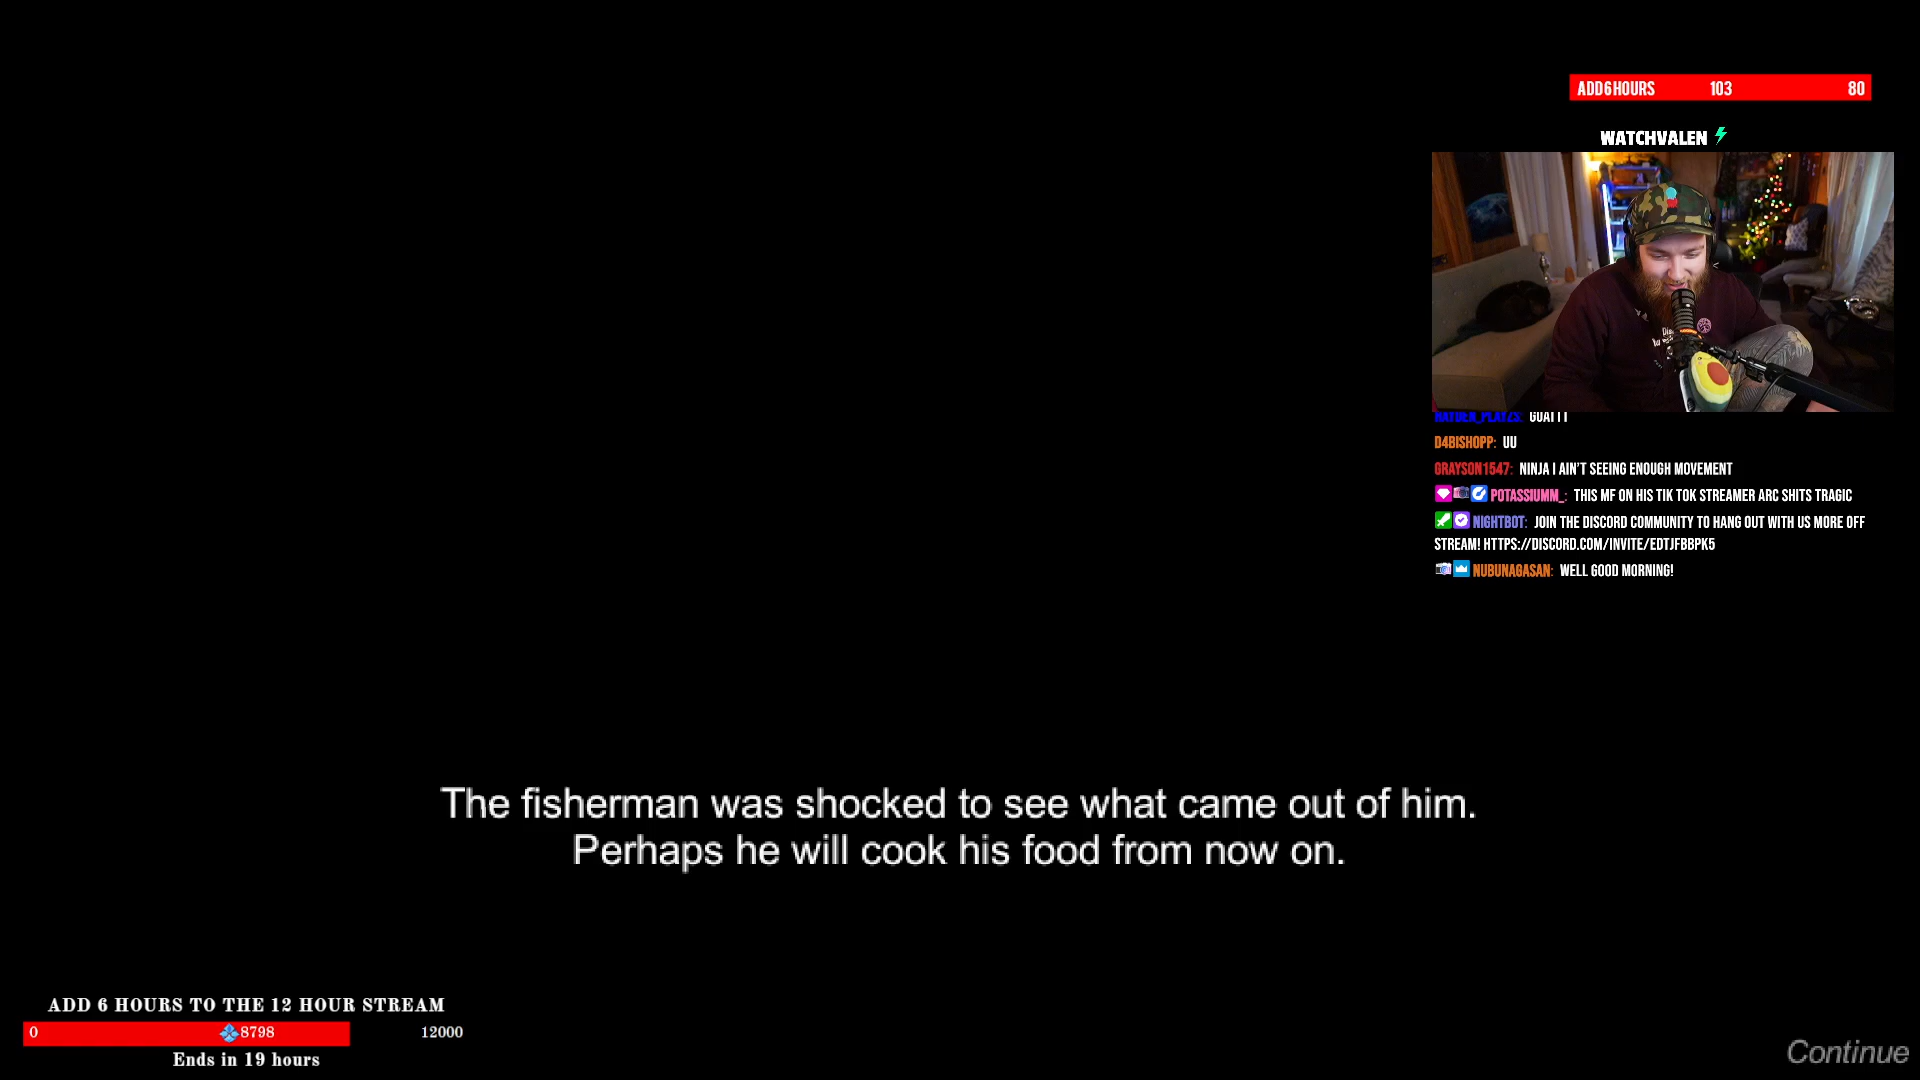 ADD 6 HOURS 103 80
WATCHVALEN
D4BISHOPP: UU
GRAYSON1547: NINJA I AIN'T SEEING ENOUGH MOVEMENT
POTASSIUMM_: THIS MF ON HIS TIK TOK STREAMER ARC SHITS TRAGIC
NIGHTBOT: JOIN THE DISCORD COMMUNITY TO HANG OUT WITH US MORE OFF
STREAM! HTTPS://DISCORD.COM/INVITE/EDTJFBBPK5
NUBUNAGASAN: WELL GOOD MORNING!
The fisherman was shocked to see what came out of him.
Perhaps he will cook his food from now on.
ADD 6 HOURS TO THE 12 HOUR STREAM
0 8798 12000
Ends in 19 hours
Continue